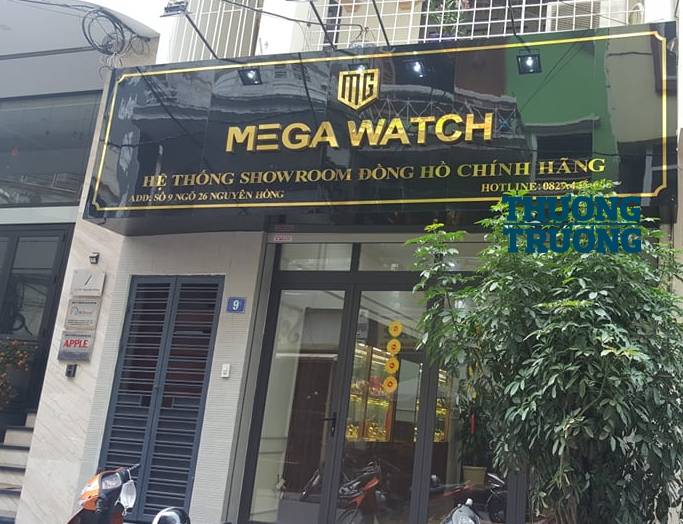 MG
MEGA WATCH
HỆ THỐNG SHOWROOM ĐỒNG HỒ CHÍNH HÃNG
ADD: SỐ 9 NGÕ 26 NGUYÊN HỒNG
HOTLINE:
THƯƠNG
TRƯỜNG
9
APPLE